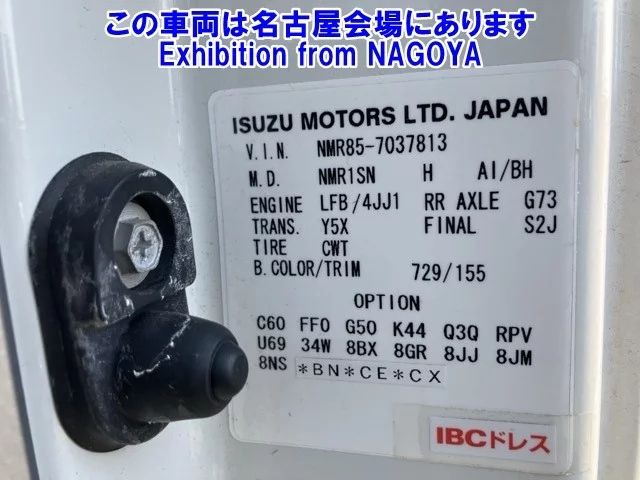 この車両は名古屋会場にあります
Exhibition from NAGOYA
ISUZU MOTORS LTD. JAPAN
V.I.N. NMR85-7037813
M.D. NMR1SN H AI/BH
ENGINE LFB/4JJ1 RR AXLE G73
TRANS. Y5X FINAL S2J
TIRE CWT
B.COLOR/TRIM 729/155
OPTION
C60 FF0 G50 K44 Q3Q RPV
U69 34W 8BX 8GR 8JJ 8JM
8NS *BN*CE*CX
IBCドレス